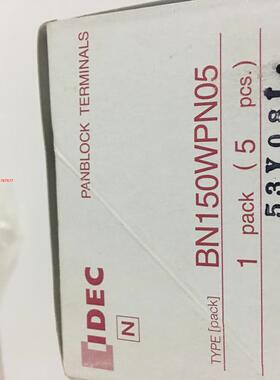 PANBLOCK TERMINALS
IDEC
N
TYPE [pack] BN150WPN05
1 pack ( 5 pcs.)